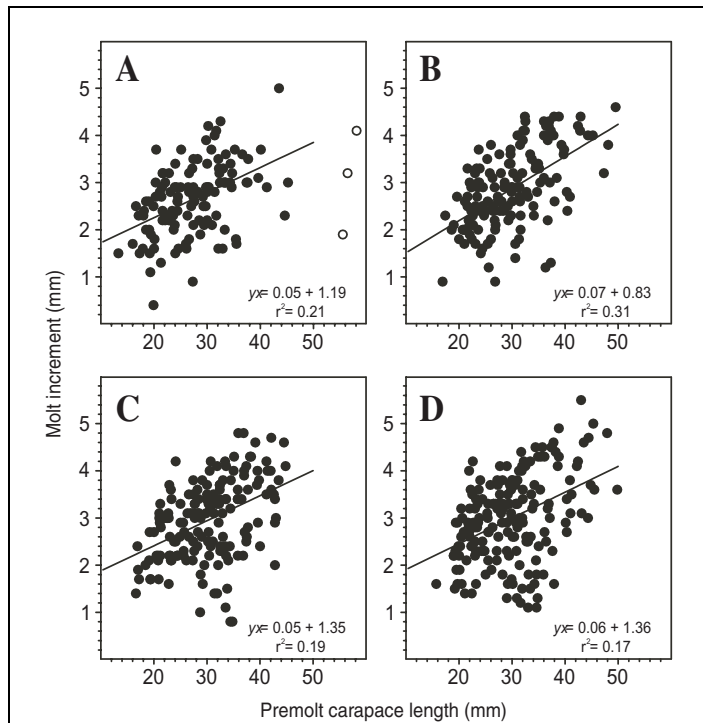 A
B
5
4
3
2
1
5
4
3
2
1
yx= 0.05 + 1.19
r²= 0.21
yx= 0.07 + 0.83
r²= 0.31
20 30 40 50
20 30 40 50
Molt increment (mm)
C
D
5
4
3
2
1
5
4
3
2
1
yx= 0.05 + 1.35
r²= 0.19
yx= 0.06 + 1.36
r²= 0.17
20 30 40 50
20 30 40 50
Premolt carapace length (mm)